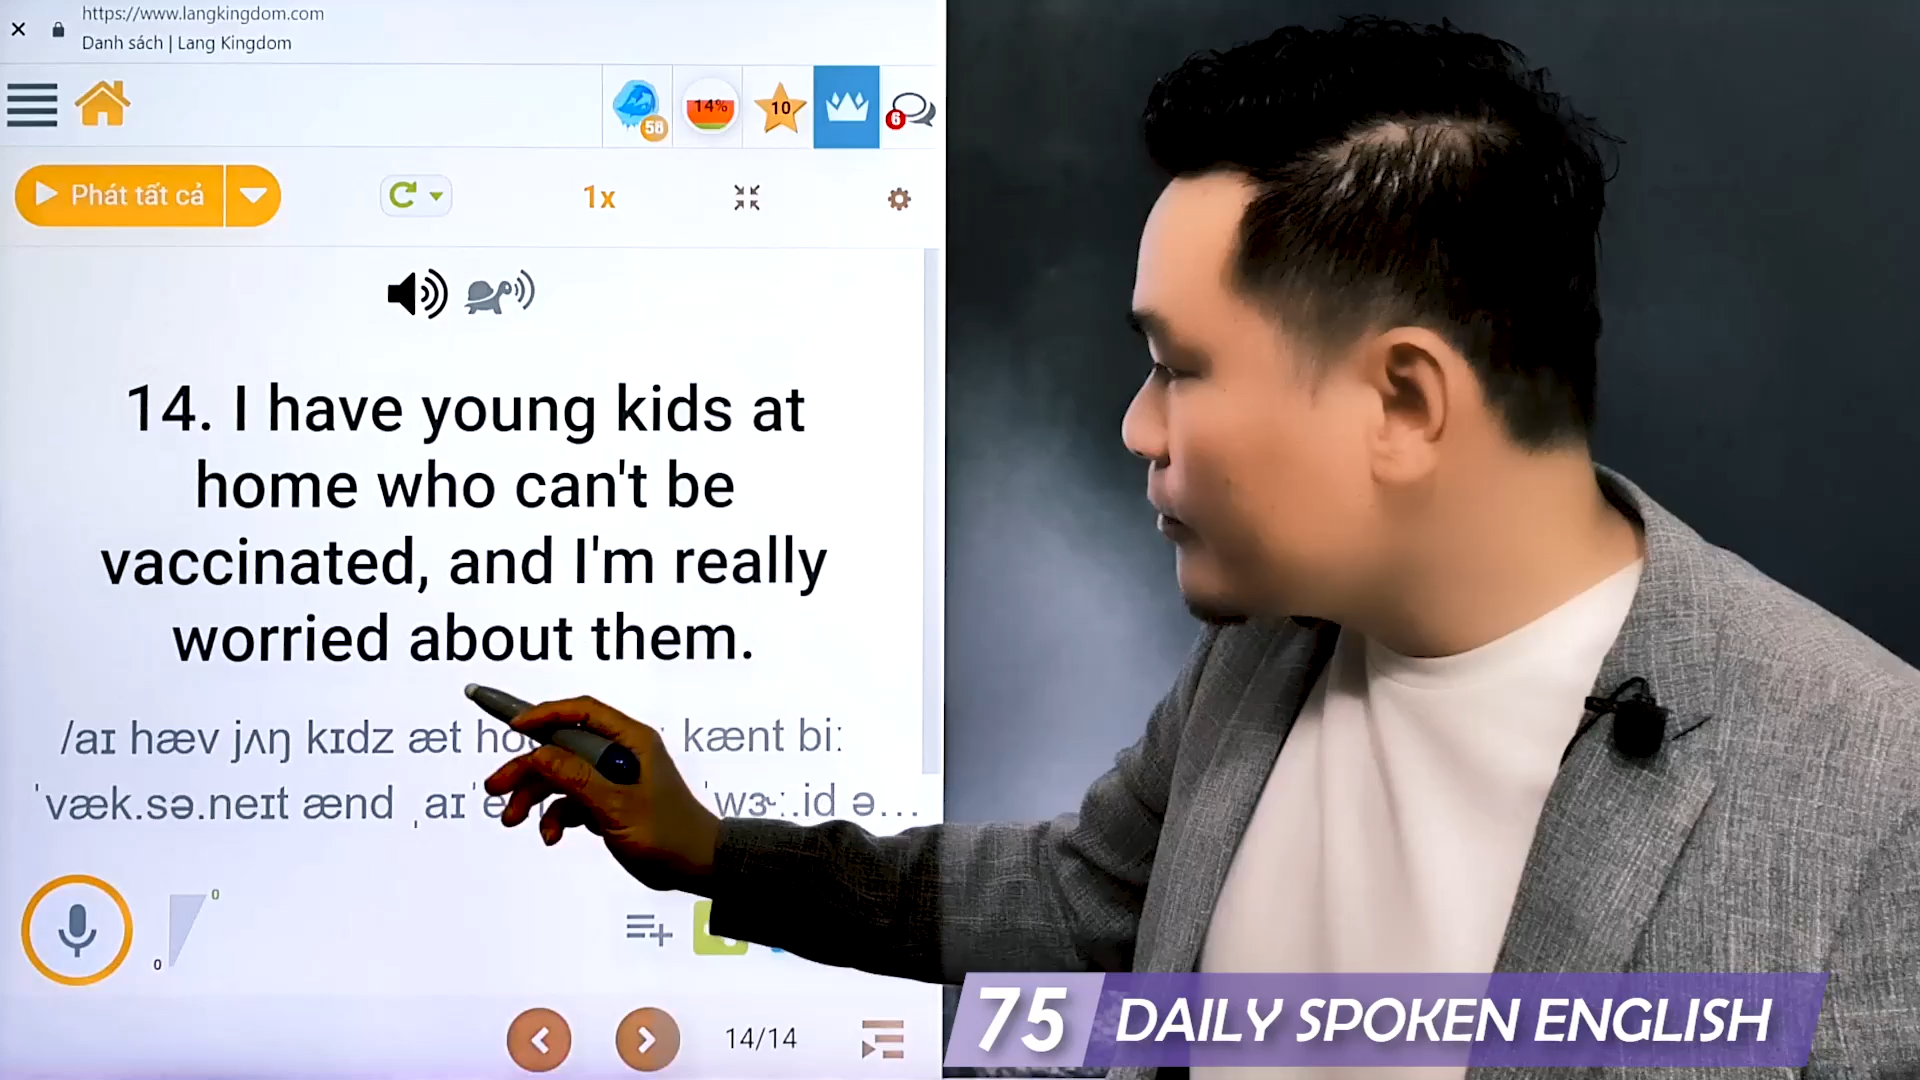 https://www.langkingdom.com
Danh sách | Lang Kingdom
58
14%
10
6
Phát tất cả
1x
14. I have young kids at
home who can't be
vaccinated, and I'm really
worried about them.
/aɪ hæv jʌŋ kɪdz æt kænt biː
ˈvæk.sə.neɪt ænd ˌaɪ ˈwɝː.id ə...
0
0
14/14
75 DAILY SPOKEN ENGLISH